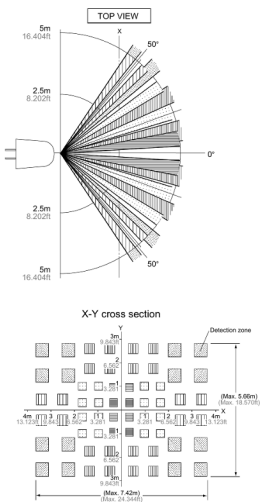 TOP VIEW
X
5m
16.404ft
50°
2.5m
8.202ft
0°
2.5m
8.202ft
50°
5m
16.404ft
X-Y cross section
Y
Detection zone
3m
9.843ft
2
6.562
1
3.281
(Max. 5.66m)
(Max. 18.570ft)
4m 3 2 1 1 2 3 4m X
13.123ft 9.843 6.562 3.281 3.281 6.562 9.843 13.123ft
1
3.281
2
6.562
3m
9.843ft
(Max. 7.42m)
(Max. 24.344ft)